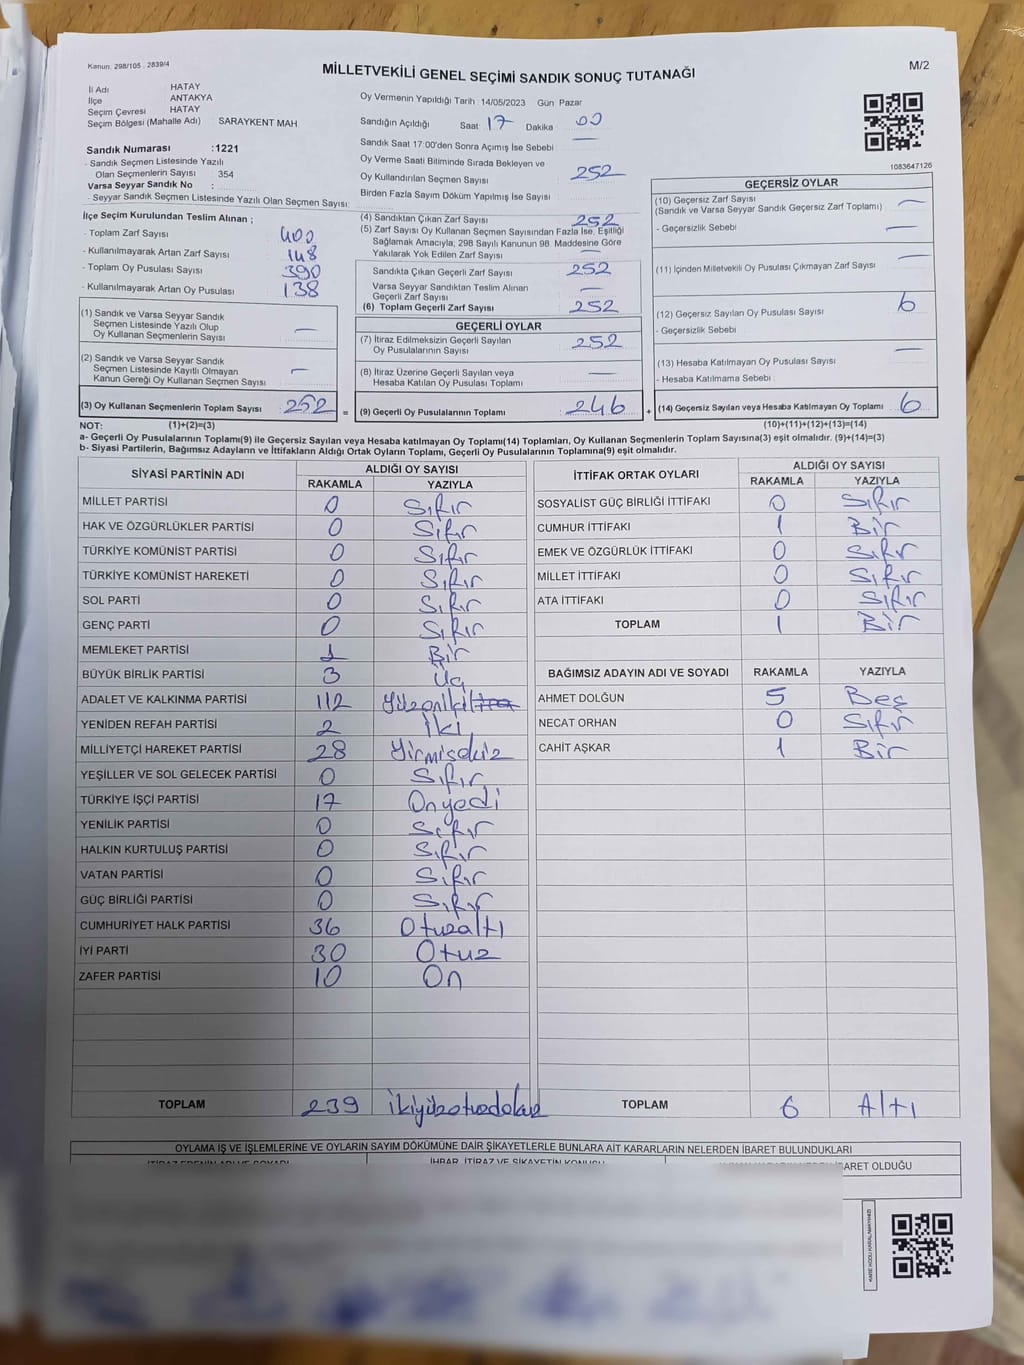 Kanun: 298/105 , 2839/4
MİLLETVEKİLİ GENEL SEÇİMİ SANDIK SONUÇ TUTANAĞI
M/2
İl Adı HATAY
İlçe ANTAKYA
Seçim Çevresi HATAY
Seçim Bölgesi (Mahalle Adı) SARAYKENT MAH
Sandık Numarası :1221
- Sandık Seçmen Listesinde Yazılı
Olan Seçmenlerin Sayısı : 354
Varsa Seyyar Sandık No :
- Seyyar Sandık Seçmen Listesinde Yazılı Olan Seçmen Sayısı:
İlçe Seçim Kurulundan Teslim Alınan ;
- Toplam Zarf Sayısı : 400
- Kullanılmayarak Artan Zarf Sayısı : 148
- Toplam Oy Pusulası Sayısı : 390
- Kullanılmayarak Artan Oy Pusulası : 138
(1) Sandık ve Varsa Seyyar Sandık
Seçmen Listesinde Yazılı Olup
Oy Kullanan Seçmenlerin Sayısı : —
(2) Sandık ve Varsa Seyyar Sandık
Seçmen Listesinde Kayıtlı Olmayan
Kanun Gereği Oy Kullanan Seçmen Sayısı : —
(3) Oy Kullanan Seçmenlerin Toplam Sayısı : 252 =
Oy Vermenin Yapıldığı Tarih : 14/05/2023 Gün : Pazar
Sandığın Açıldığı Saat : 17 Dakika : 00
Sandık Saat 17:00'den Sonra Açımış İse Sebebi : —
Oy Verme Saati Bitiminde Sırada Bekleyen ve
Oy Kullandırılan Seçmen Sayısı : 252
Birden Fazla Sayım Döküm Yapılmış İse Sayısı :
(4) Sandıktan Çıkan Zarf Sayısı : 252
(5) Zarf Sayısı Oy Kullanan Seçmen Sayısından Fazla İse, Eşitliği
Sağlamak Amacıyla, 298 Sayılı Kanunun 98. Maddesine Göre
Yakılarak Yok Edilen Zarf Sayısı : —
Sandıkta Çıkan Geçerli Zarf Sayısı : 252
Varsa Seyyar Sandıktan Teslim Alınan
Geçerli Zarf Sayısı : —
(6) Toplam Geçerli Zarf Sayısı : 252
GEÇERLİ OYLAR
(7) İtiraz Edilmeksizin Geçerli Sayılan
Oy Pusulalarının Sayısı : 252
(8) İtiraz Üzerine Geçerli Sayılan veya
Hesaba Katılan Oy Pusulası Toplamı : —
(9) Geçerli Oy Pusulalarının Toplamı : 246 +
1083647126
GEÇERSİZ OYLAR
(10) Geçersiz Zarf Sayısı
(Sandık ve Varsa Seyyar Sandık Geçersiz Zarf Toplamı) : —
- Geçersizlik Sebebi : —
(11) İçinden Milletvekili Oy Pusulası Çıkmayan Zarf Sayısı : —
(12) Geçersiz Sayılan Oy Pusulası Sayısı : 6
- Geçersizlik Sebebi
(13) Hesaba Katılmayan Oy Pusulası Sayısı : —
- Hesaba Katılmama Sebebi :
(14) Geçersiz Sayılan veya Hesaba Katılmayan Oy Toplamı : 6
NOT: (1)+(2)=(3) (10)+(11)+(12)+(13)=(14)
a- Geçerli Oy Pusulalarının Toplamı(9) ile Geçersiz Sayılan veya Hesaba katılmayan Oy Toplamı(14) Toplamları, Oy Kullanan Seçmenlerin Toplam Sayısına(3) eşit olmalıdır. (9)+(14)=(3)
b- Siyasi Partilerin, Bağımsız Adayların ve İttifakların Aldığı Ortak Oyların Toplamı, Geçerli Oy Pusulalarının Toplamına(9) eşit olmalıdır.
SİYASİ PARTİNİN ADI ALDIĞI OY SAYISI
RAKAMLA YAZIYLA
MİLLET PARTİSİ 0 Sıfır
HAK VE ÖZGÜRLÜKLER PARTİSİ 0 Sıfır
TÜRKİYE KOMÜNİST PARTİSİ 0 Sıfır
TÜRKİYE KOMÜNİST HAREKETİ 0 Sıfır
SOL PARTİ 0 Sıfır
GENÇ PARTİ 0 Sıfır
MEMLEKET PARTİSİ 1 Bir
BÜYÜK BİRLİK PARTİSİ 3 Üç
ADALET VE KALKINMA PARTİSİ 112 Yüzoniki
YENİDEN REFAH PARTİSİ 2 İki
MİLLİYETÇİ HAREKET PARTİSİ 28 Yirmisekiz
YEŞİLLER VE SOL GELECEK PARTİSİ 0 Sıfır
TÜRKİYE İŞÇİ PARTİSİ 17 Onyedi
YENİLİK PARTİSİ 0 Sıfır
HALKIN KURTULUŞ PARTİSİ 0 Sıfır
VATAN PARTİSİ 0 Sıfır
GÜÇ BİRLİĞİ PARTİSİ 0 Sıfır
CUMHURİYET HALK PARTİSİ 36 Otuzaltı
İYİ PARTİ 30 Otuz
ZAFER PARTİSİ 10 On
TOPLAM 239 İkiyüzotuzdokuz
İTTİFAK ORTAK OYLARI ALDIĞI OY SAYISI
RAKAMLA YAZIYLA
SOSYALİST GÜÇ BİRLİĞİ İTTİFAKI 0 Sıfır
CUMHUR İTTİFAKI 1 Bir
EMEK VE ÖZGÜRLÜK İTTİFAKI 0 Sıfır
MİLLET İTTİFAKI 0 Sıfır
ATA İTTİFAKI 0 Sıfır
TOPLAM 1 Bir
BAĞIMSIZ ADAYIN ADI VE SOYADI RAKAMLA YAZIYLA
AHMET DOLĞUN 5 Beş
NECAT ORHAN 0 Sıfır
CAHİT AŞKAR 1 Bir
TOPLAM 6 Altı
OYLAMA İŞ VE İŞLEMLERİNE VE OYLARIN SAYIM DÖKÜMÜNE DAİR ŞİKAYETLERLE BUNLARA AİT KARARLARIN NELERDEN İBARET BULUNDUKLARI
İTİRAZ EDENİN ADI VE SOYADI İHBAR, İTİRAZ VE ŞİKAYETİN KONUSU İBARET OLDUĞU